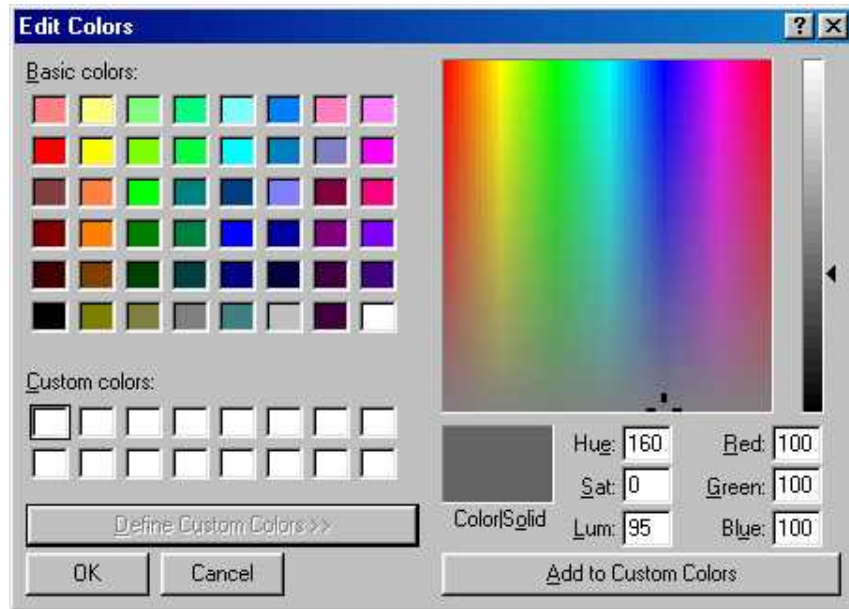 Edit Colors
Basic colors:
Custom colors:
Define Custom Colors >>
OK Cancel
Color|Solid
Hue: 160 Red: 100
Sat: 0 Green: 100
Lum: 95 Blue: 100
Add to Custom Colors